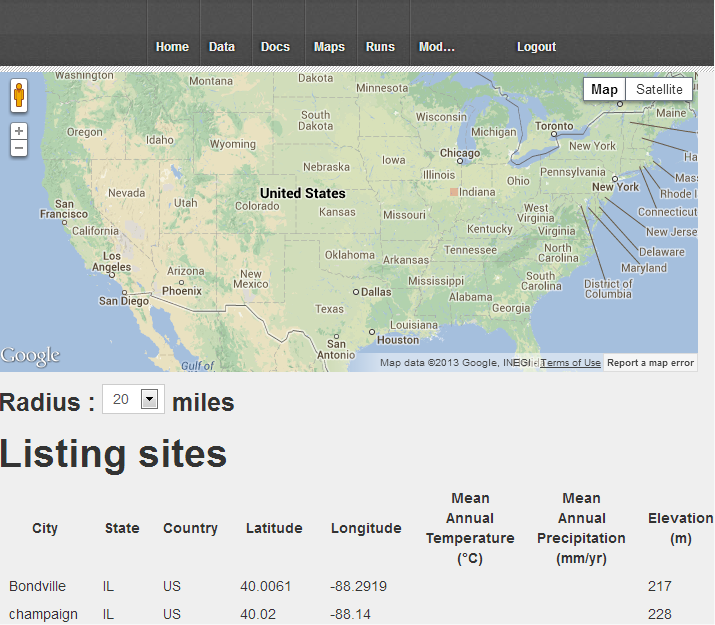 Home Data Docs Maps Runs Mod... Logout
Washington
Montana
Dakota
Minnesota
Map Satellite
Maine
Oregon
Idaho
Wyoming
South
Dakota
Wisconsin
Michigan
Toronto
New York
Ha
Nebraska
Iowa
Chicago
Illinois
Indiana
Ohio
Pennsylvania
New York
Mass
Rhode I
Connecticut
New Jerse
Delaware
Maryland
District of
Columbia
Nevada
Utah
Colorado
United States
Kansas
Missouri
West
Virginia
Virginia
Kentucky
San
Francisco
California
Los
Angeles
San Diego
Arizona
Phoenix
New
Mexico
Oklahoma
Arkansas
Tennessee
North
Carolina
South
Carolina
Dallas
Mississippi
Alabama
Georgia
Texas
Louisiana
Houston
San
Antonio
Gulf of
Google
Map data ©2013 Google, INEGI Terms of Use Report a map error
Radius : 20 miles
Listing sites
City State Country Latitude Longitude Mean Annual Temperature (°C) Mean Annual Precipitation (mm/yr) Elevation (m)
Bondville IL US 40.0061 -88.2919 217
champaign IL US 40.02 -88.14 228